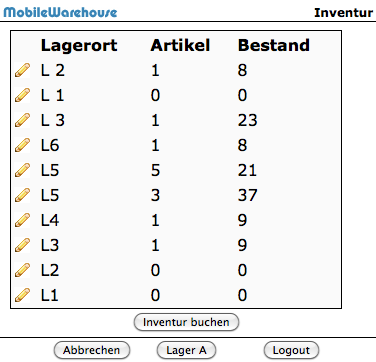 MobileWarehouse Inventur
Lagerort Artikel Bestand
L 2 1 8
L 1 0 0
L 3 1 23
L6 1 8
L5 5 21
L5 3 37
L4 1 9
L3 1 9
L2 0 0
L1 0 0
Inventur buchen
Abbrechen Lager A Logout